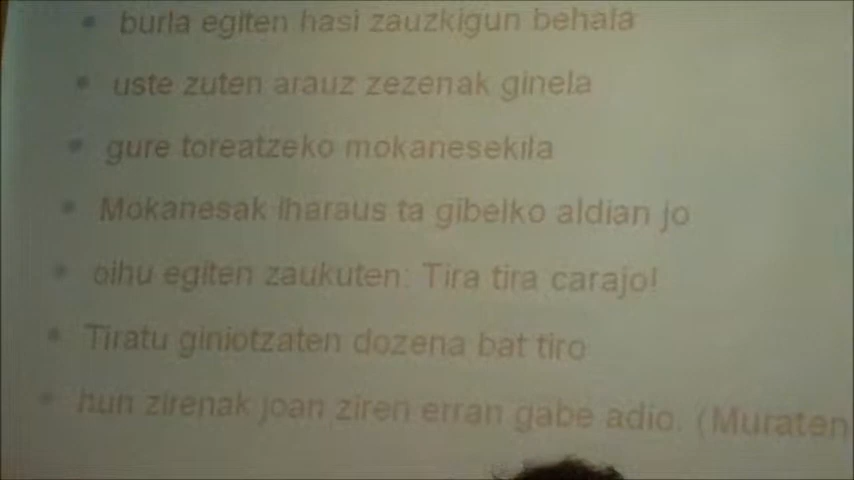 burla egiten hasi zauzkigun behala
uste zuten arauz zezenak ginela
gure toreatzeko mokanesekila
Mokanesak iharaus ta gibelko aldian jo
oihu egiten zaukuten: Tira tira carajo!
Tiratu giniotzaten dozena bat tiro
hun zirenak joan ziren erran gabe adio. (Muraten